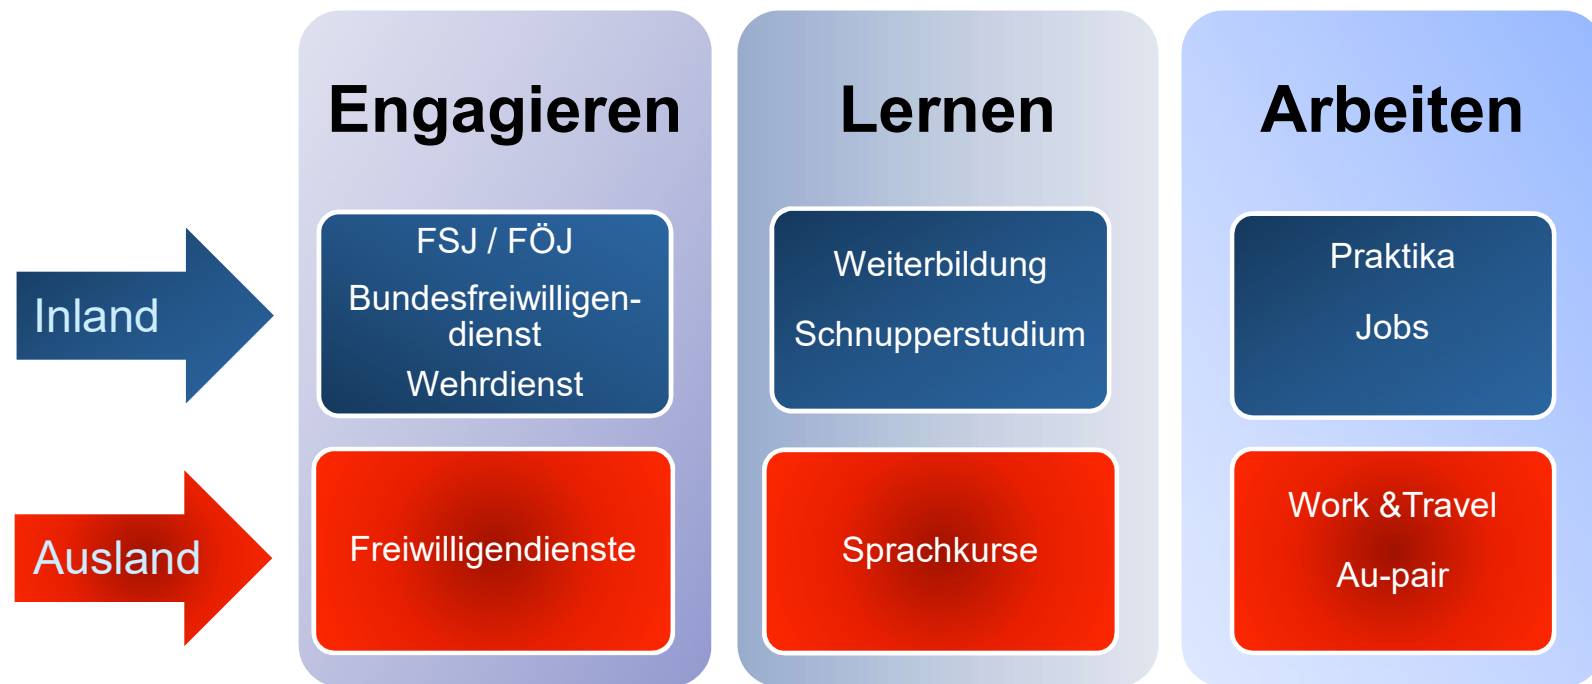 Engagieren
Lernen
Arbeiten
Inland
FSJ / FÖJ
Bundesfreiwilligen-
dienst
Wehrdienst
Weiterbildung
Schnupperstudium
Praktika
Jobs
Ausland
Freiwilligendienste
Sprachkurse
Work &Travel
Au-pair